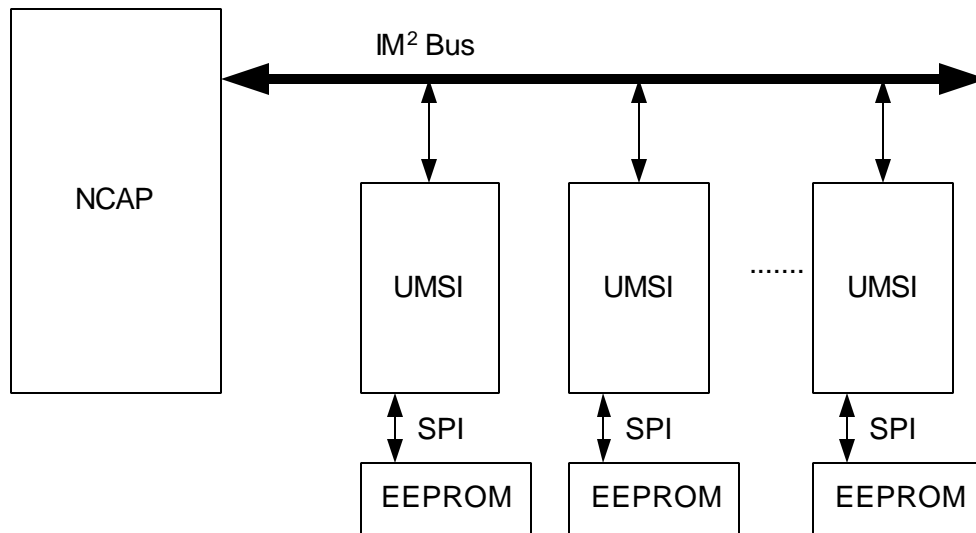 IM² Bus
NCAP
UMSI
UMSI
.......
UMSI
SPI
SPI
SPI
EEPROM
EEPROM
EEPROM